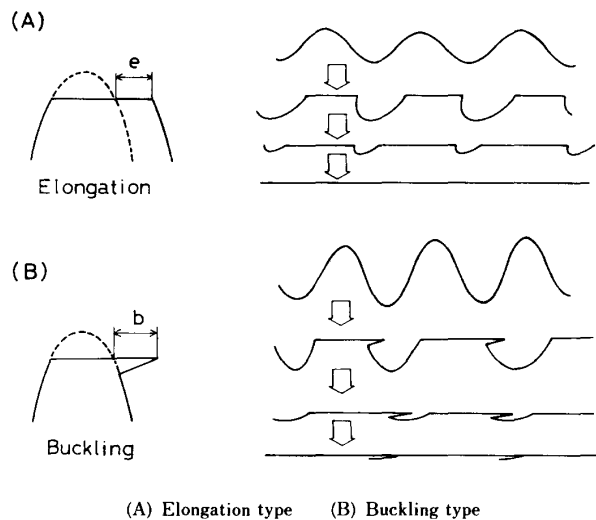 (A)
e
Elongation
(B)
b
Buckling
(A) Elongation type (B) Buckling type